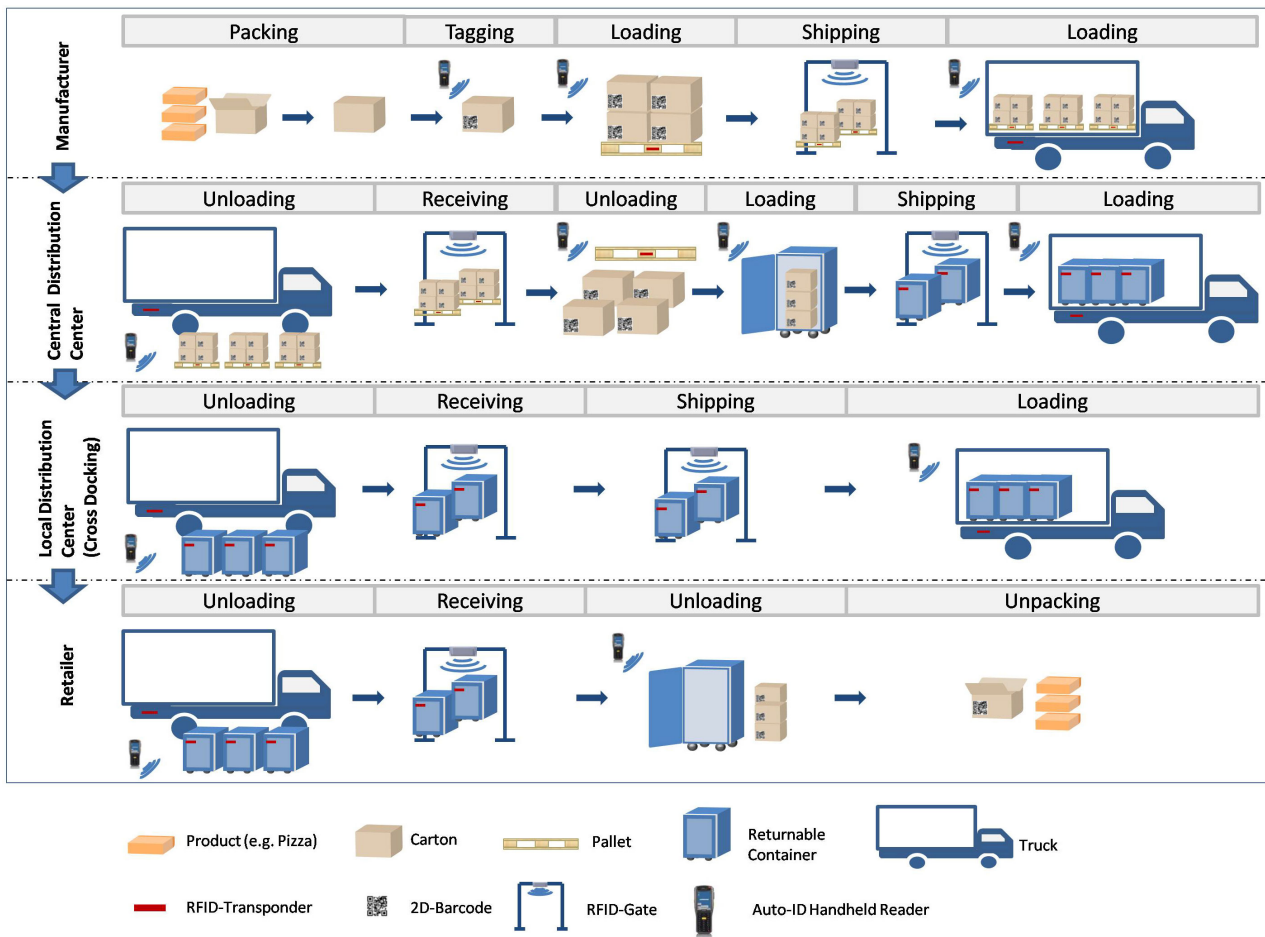 Packing Tagging Loading Shipping Loading
Manufacturer
Unloading Receiving Unloading Loading Shipping Loading
Central Distribution
Center
Unloading Receiving Shipping Loading
Local Distribution
Center
(Cross Docking)
Unloading Receiving Unloading Unpacking
Retailer
Product (e.g. Pizza) Carton Pallet Returnable
Container Truck
RFID-Transponder 2D-Barcode RFID-Gate Auto-ID Handheld Reader